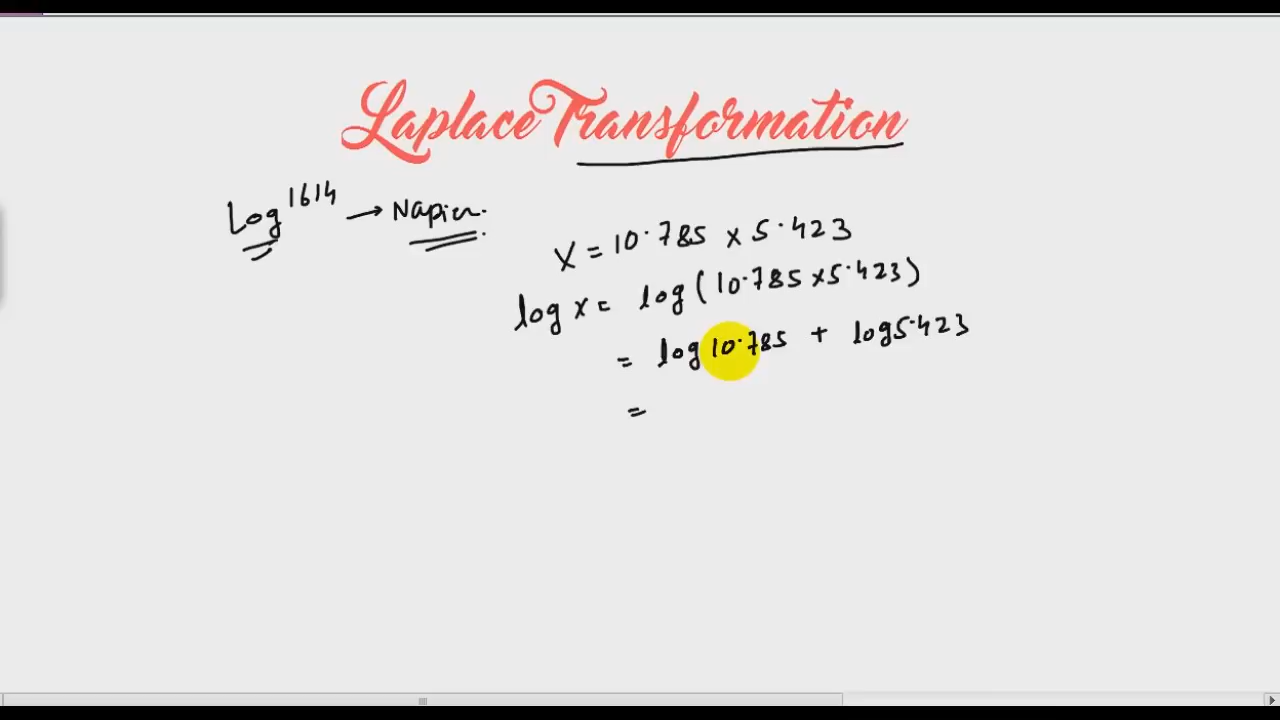 Laplace Transformation
Log 1614 → Napier.
X = 10.785 x 5.423
log x = log (10.785 x 5.423)
= log 10.785 + log 5.423
=